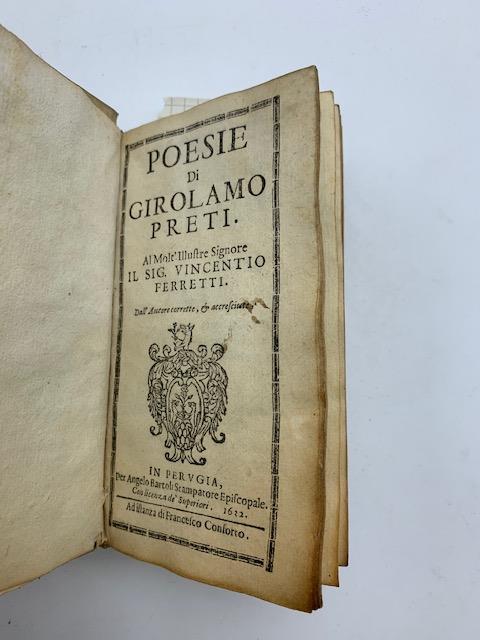 POESIE
DI
GIROLAMO
PRETI.
Al Molt' Illustre Signore
IL SIG. VINCENTIO
FERRETTI.
Dall' Autore corrette, & accresciute.
IN PERVGIA,
Per Angelo Bartoli Stampatore Episcopale.
Con licenza de' Superiori. 1622.
Ad istanza di Francesco Conforto.